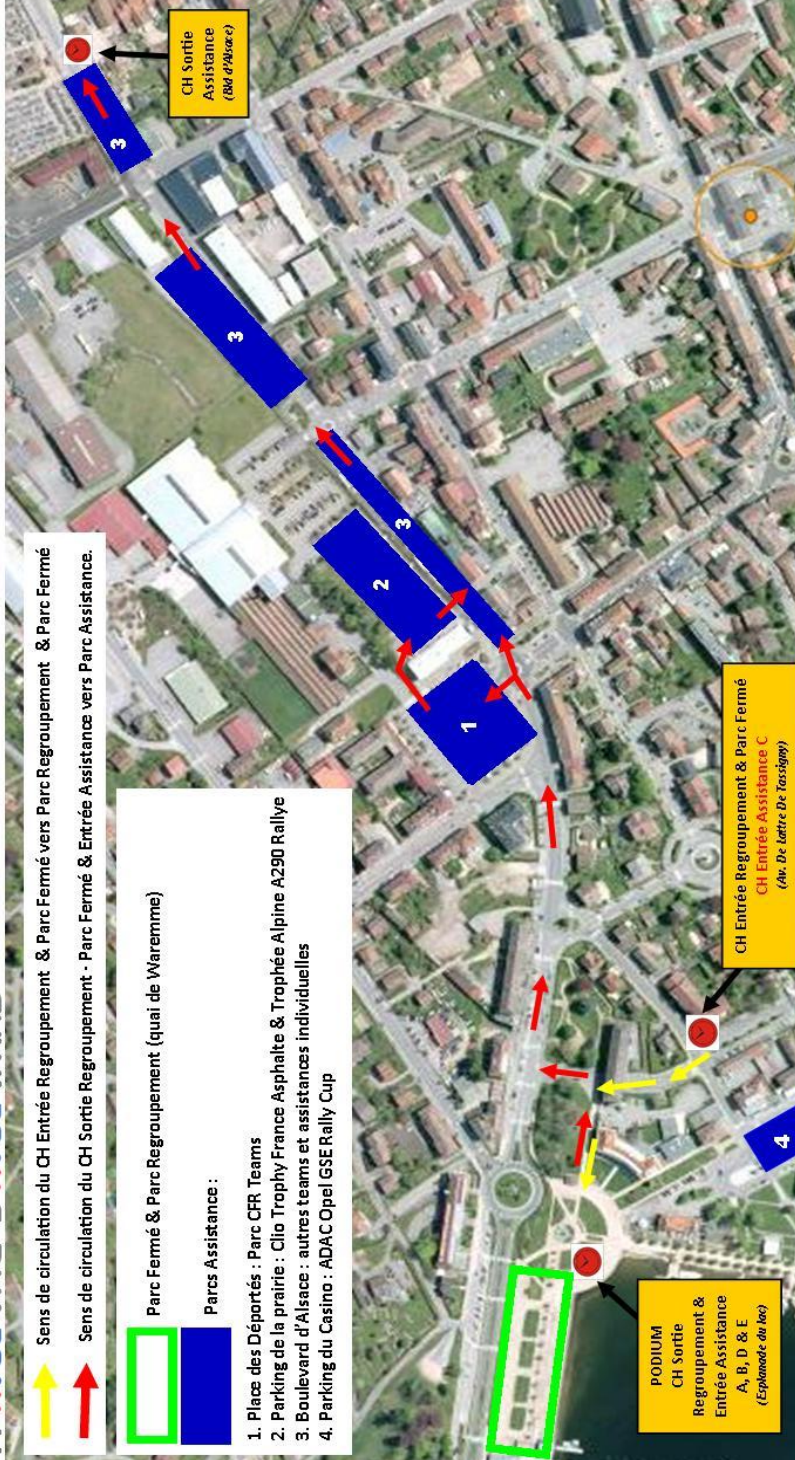 Sens de circulation du CH Entrée Regroupement & Parc Fermé vers Parc Regroupement & Parc Fermé
Sens de circulation du CH Sortie Regroupement - Parc Fermé & Entrée Assistance vers Parc Assistance.
Parc Fermé & Parc Regroupement (quai de Waremme)
Parcs Assistance :
1. Place des Déportés : Parc CFR Teams
2. Parking de la prairie : Clio Trophy France Asphalte & Trophée Alpine A290 Rallye
3. Boulevard d'Alsace : autres teams et assistances individuelles
4. Parking du Casino : ADAC Opel GSE Rally Cup
CH Sortie
Assistance
(Bld d'Alsace)
3
3
3
2
1
4
CH Entrée Regroupement & Parc Fermé
CH Entrée Assistance C
(Av. De Lattre De Tassigny)
PODIUM
CH Sortie
Regroupement &
Entrée Assistance
A, B, D & E
(Esplanade du lac)